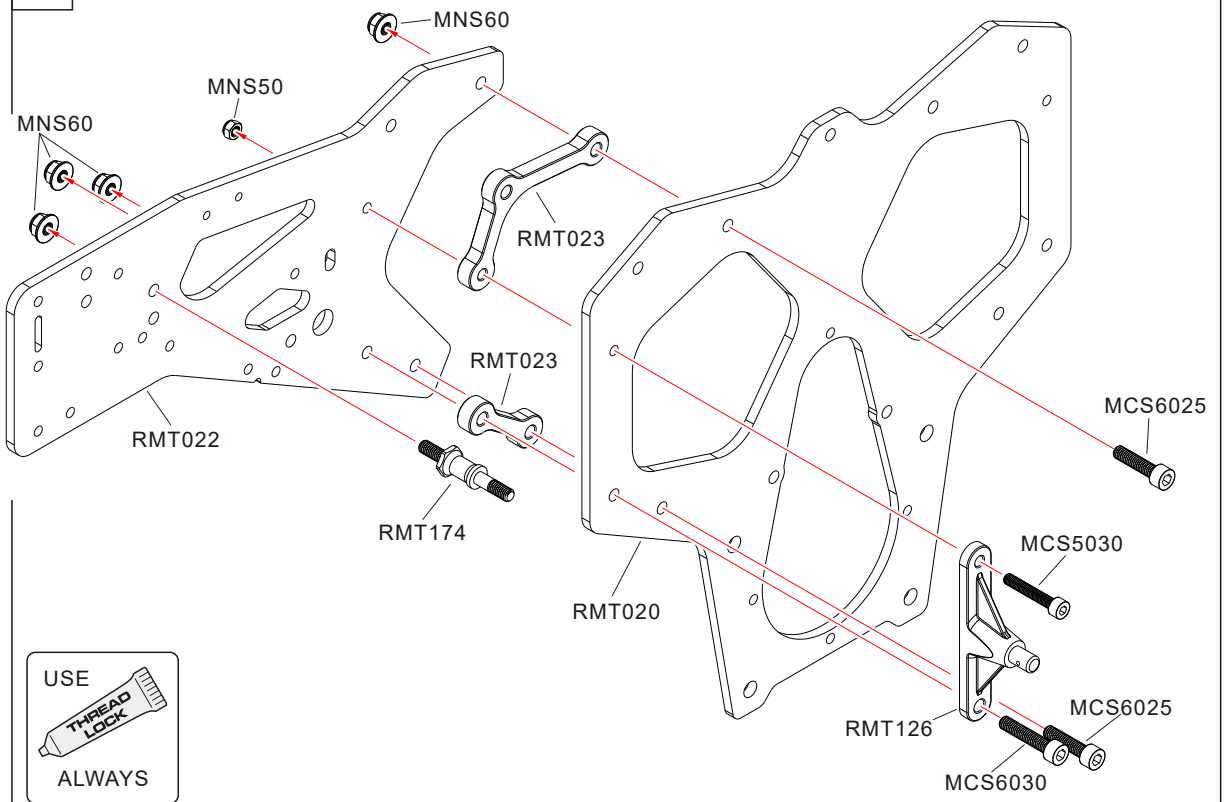 MNS60
MNS50
MNS60
RMT023
RMT023
MCS6025
RMT022
RMT174
MCS5030
RMT020
USE
THREAD
LOCK
ALWAYS
RMT126
MCS6025
MCS6030